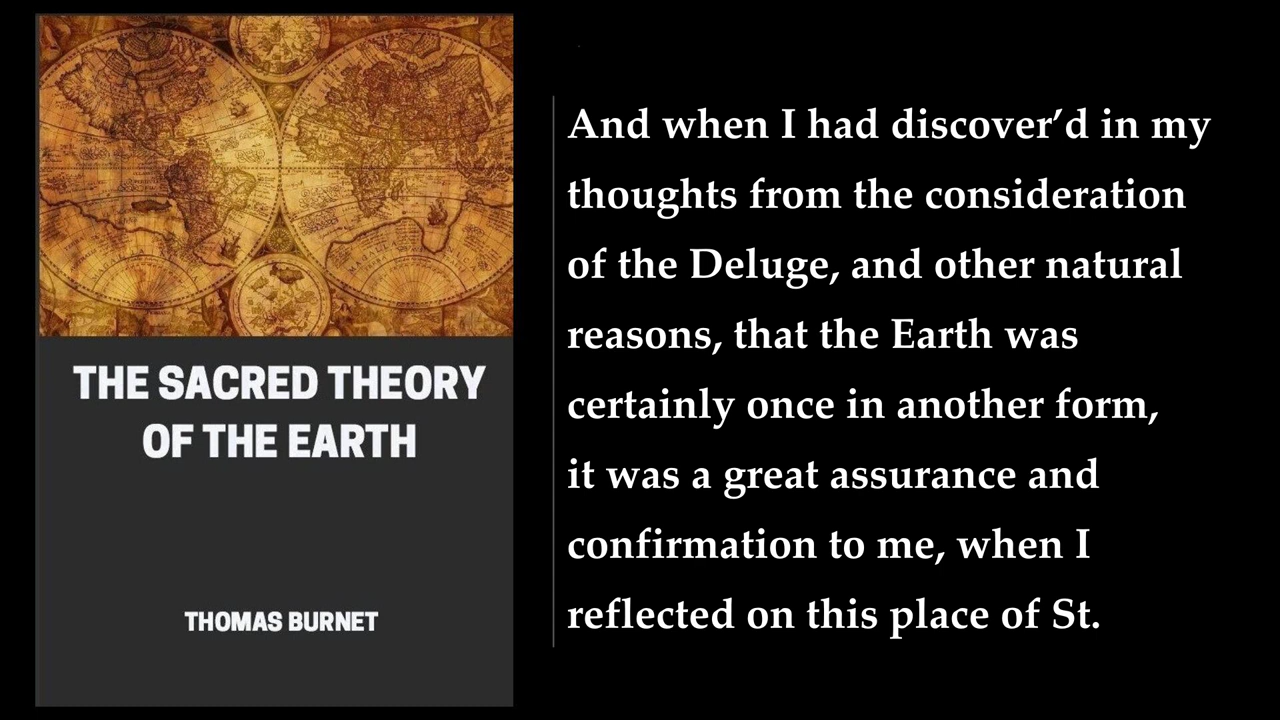 THE SACRED THEORY
OF THE EARTH
THOMAS BURNET
And when I had discover’d in my
thoughts from the consideration
of the Deluge, and other natural
reasons, that the Earth was
certainly once in another form,
it was a great assurance and
confirmation to me, when I
reflected on this place of St.